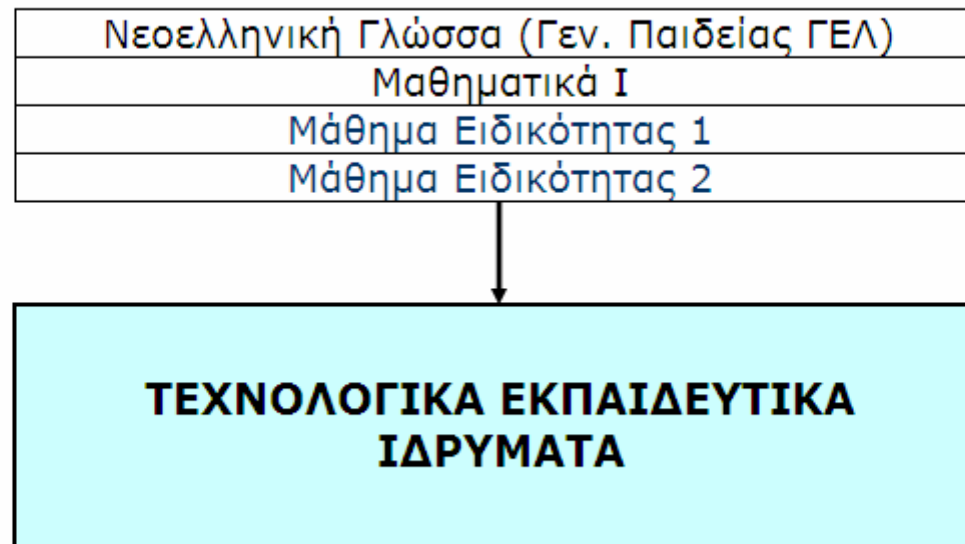 Νεοελληνική Γλώσσα (Γεν. Παιδείας ΓΕΛ)
Μαθηματικά Ι
Μάθημα Ειδικότητας 1
Μάθημα Ειδικότητας 2
ΤΕΧΝΟΛΟΓΙΚΑ ΕΚΠΑΙΔΕΥΤΙΚΑ
ΙΔΡΥΜΑΤΑ